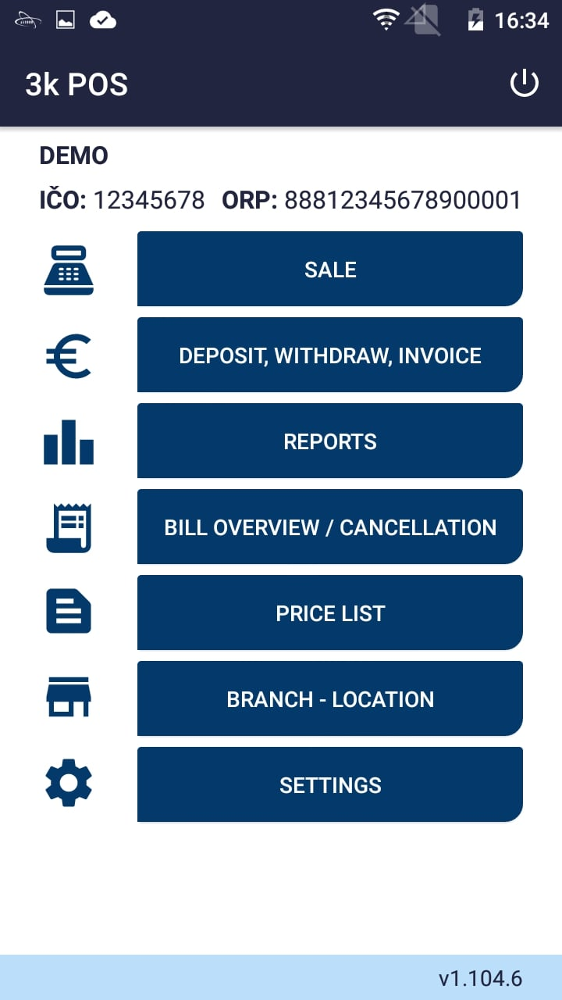 16:34
3k POS
DEMO
IČO: 12345678 ORP: 88812345678900001
SALE
DEPOSIT, WITHDRAW, INVOICE
REPORTS
BILL OVERVIEW / CANCELLATION
PRICE LIST
BRANCH - LOCATION
SETTINGS
v1.104.6